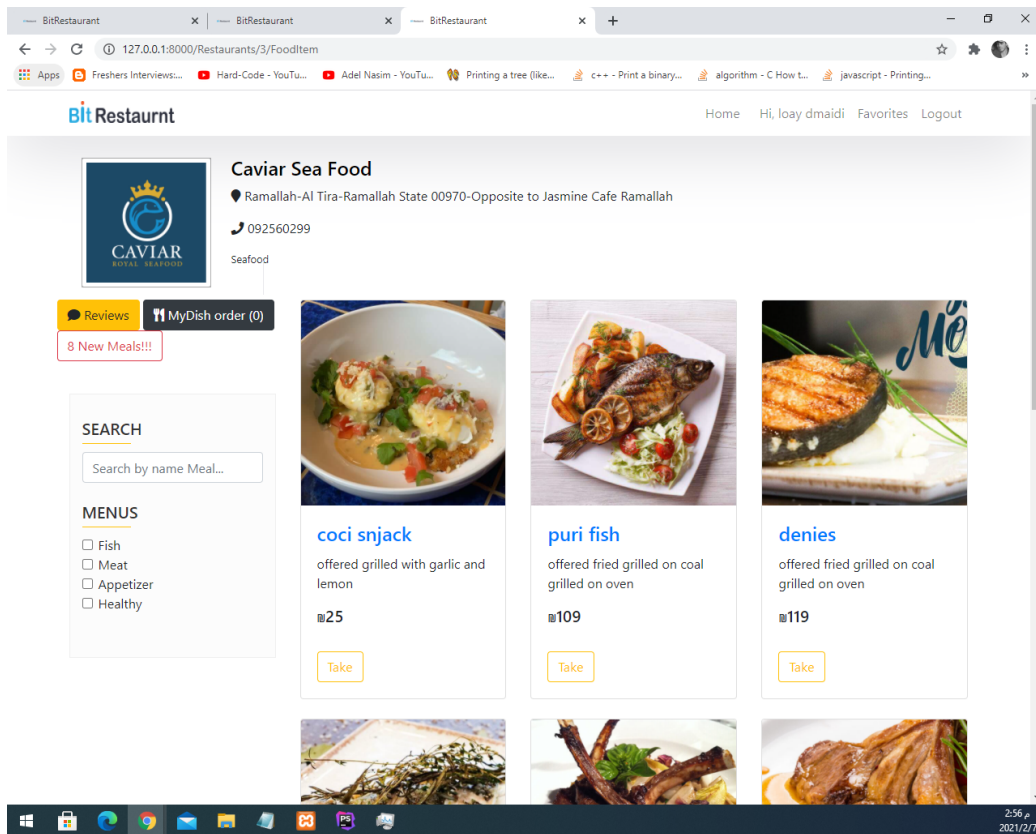 BitRestaurant
BitRestaurant
BitRestaurant
127.0.0.1:8000/Restaurants/3/FoodItem
Apps
Freshers Interviews:...
Hard-Code - YouTu...
Adel Nasim - YouTu...
Printing a tree (like...
c++ - Print a binary...
algorithm - C How t...
javascript - Printing...
»
Bit Restaurnt
Home
Hi, loay dmaidi
Favorites
Logout
CAVIAR
ROYAL SEAFOOD
Caviar Sea Food
Ramallah-Al Tira-Ramallah State 00970-Opposite to Jasmine Cafe Ramallah
092560299
Seafood
Reviews
MyDish order (0)
8 New Meals!!!
SEARCH
Search by name Meal...
MENUS
Fish
Meat
Appetizer
Healthy
coci snjack
offered grilled with garlic and
lemon
₪25
Take
puri fish
offered fried grilled on coal
grilled on oven
₪109
Take
Mo
denies
offered fried grilled on coal
grilled on oven
₪119
Take
PS
2:56 م
2021/2/7